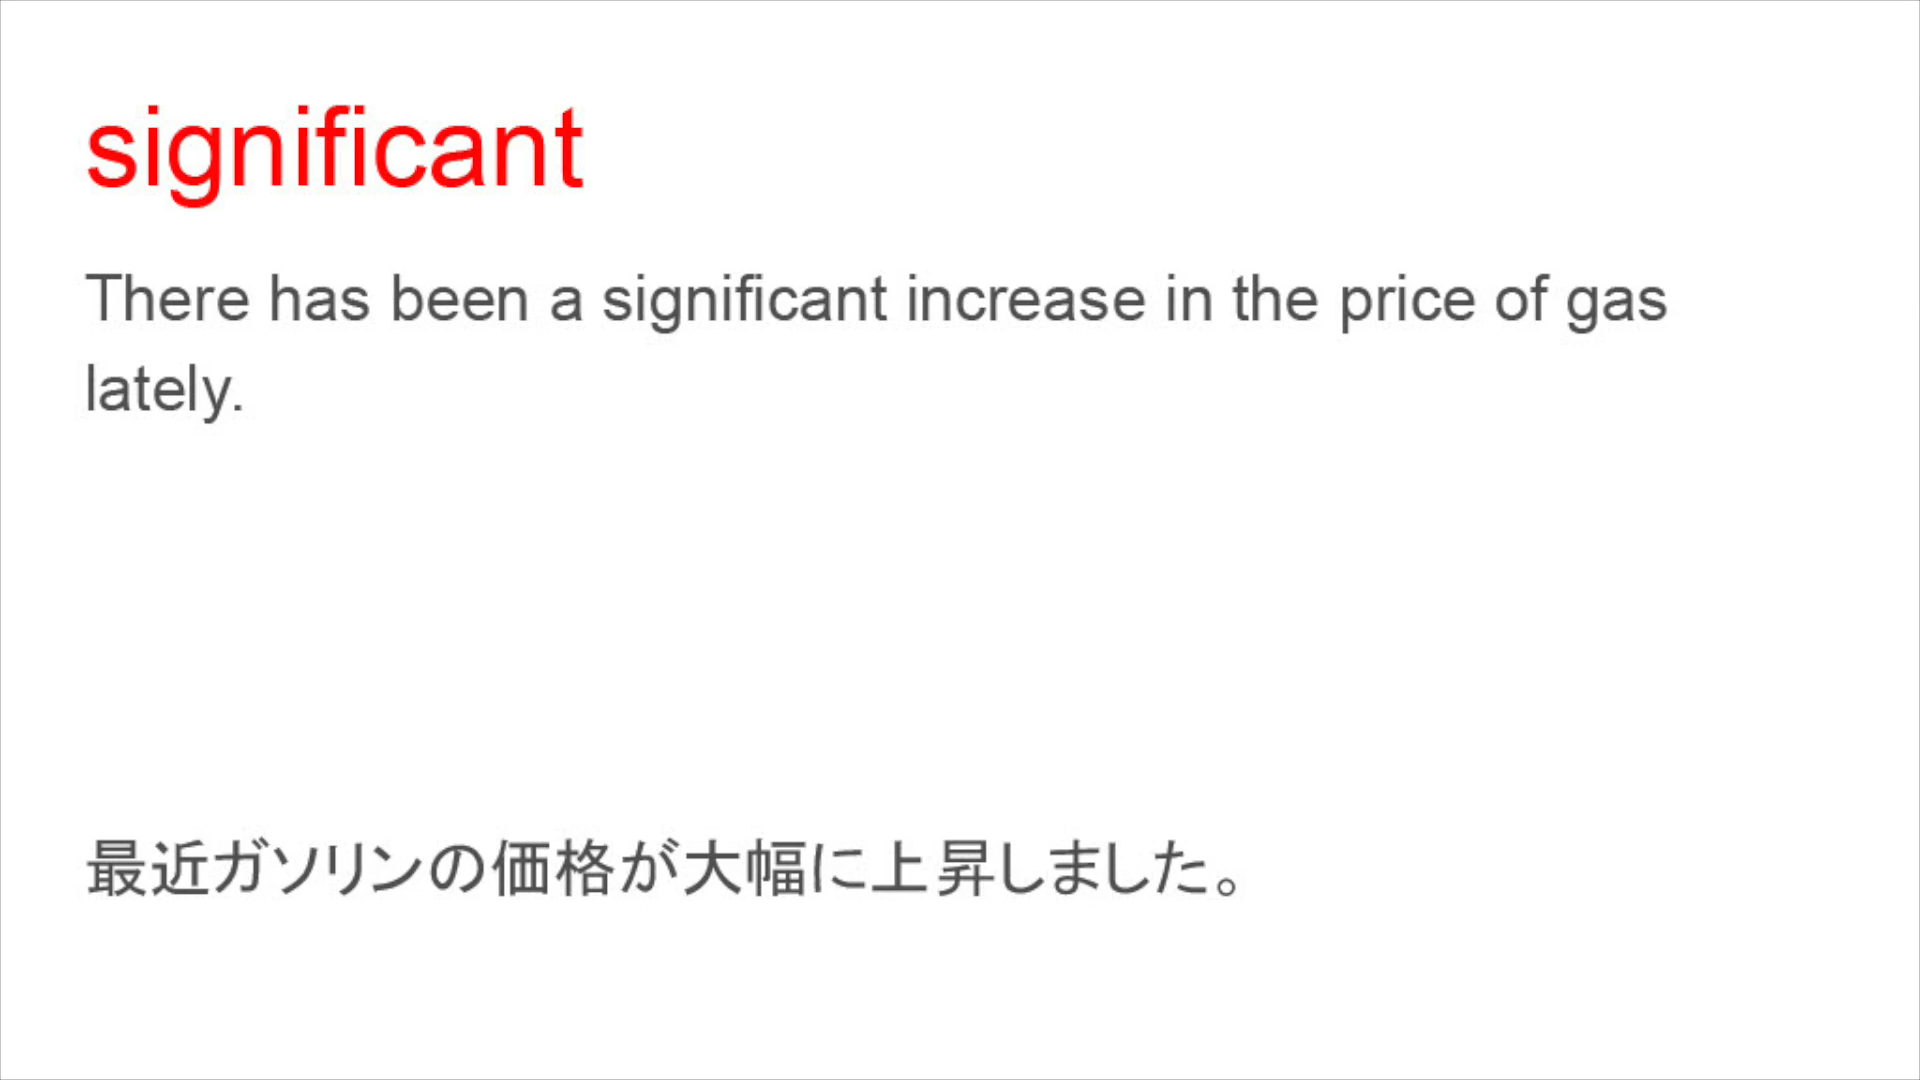 significant
There has been a significant increase in the price of gas
lately.
最近ガソリンの価格が大幅に上昇しました。